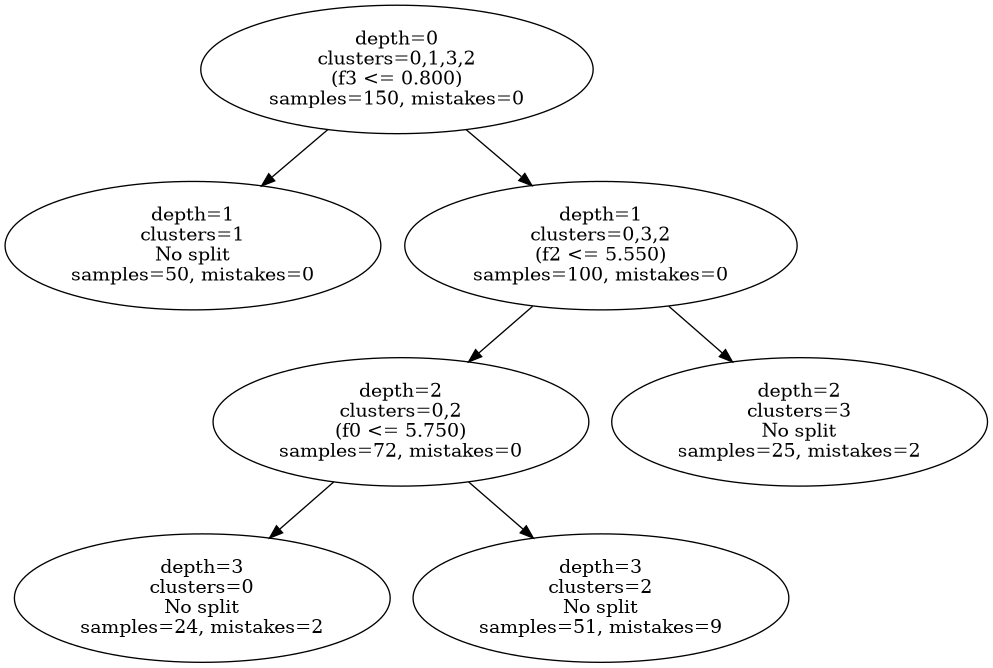 depth=0
clusters=0,1,3,2
(f3 <= 0.800)
samples=150, mistakes=0
depth=1
clusters=1
No split
samples=50, mistakes=0
depth=1
clusters=0,3,2
(f2 <= 5.550)
samples=100, mistakes=0
depth=2
clusters=0,2
(f0 <= 5.750)
samples=72, mistakes=0
depth=2
clusters=3
No split
samples=25, mistakes=2
depth=3
clusters=0
No split
samples=24, mistakes=2
depth=3
clusters=2
No split
samples=51, mistakes=9